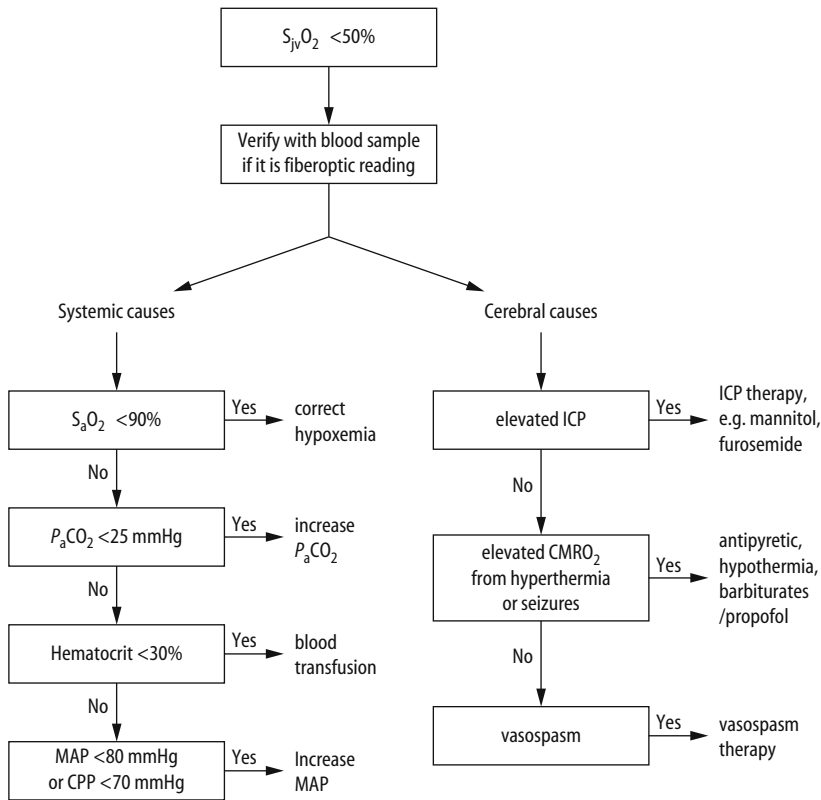 SjvO2 <50%
Verify with blood sample
if it is fiberoptic reading
Systemic causes
SaO2 <90%
Yes
correct
hypoxemia
No
PaCO2 <25 mmHg
Yes
increase
PaCO2
No
Hematocrit <30%
Yes
blood
transfusion
No
MAP <80 mmHg
or CPP <70 mmHg
Yes
Increase
MAP
Cerebral causes
elevated ICP
Yes
ICP therapy,
e.g. mannitol,
furosemide
No
elevated CMRO2
from hyperthermia
or seizures
Yes
antipyretic,
hypothermia,
barbiturates
/propofol
No
vasospasm
Yes
vasospasm
therapy